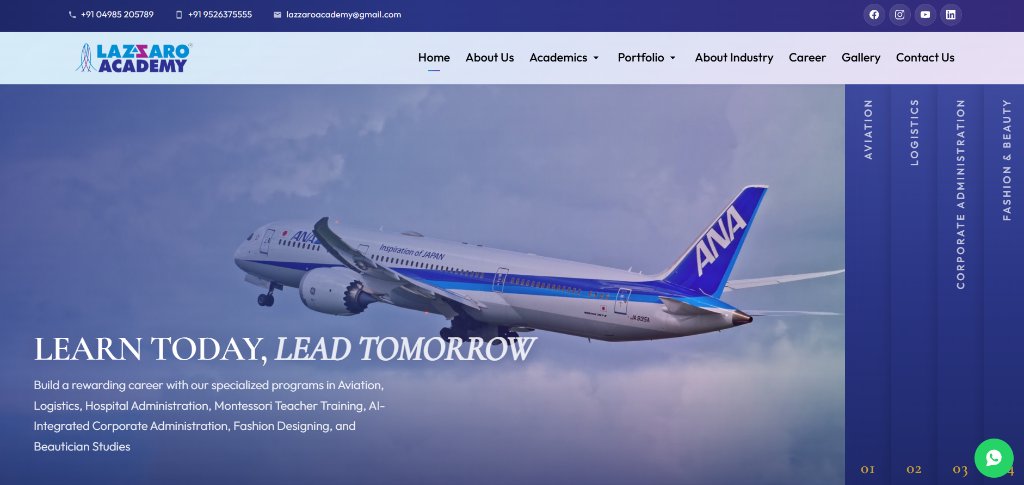 +91 04985 205789
+91 9526375555
lazzaroacademy@gmail.com
LAZZARO
ACADEMY
Home
About Us
Academics
Portfolio
About Industry
Career
Gallery
Contact Us
ANA
Inspiration of JAPAN
ANA
LEARN TODAY, LEAD TOMORROW
Build a rewarding career with our specialized programs in Aviation,
Logistics, Hospital Administration, Montessori Teacher Training, AI-
Integrated Corporate Administration, Fashion Designing, and
Beautician Studies
AVIATION
LOGISTICS
CORPORATE ADMINISTRATION
FASHION & BEAUTY
01
02
03
4